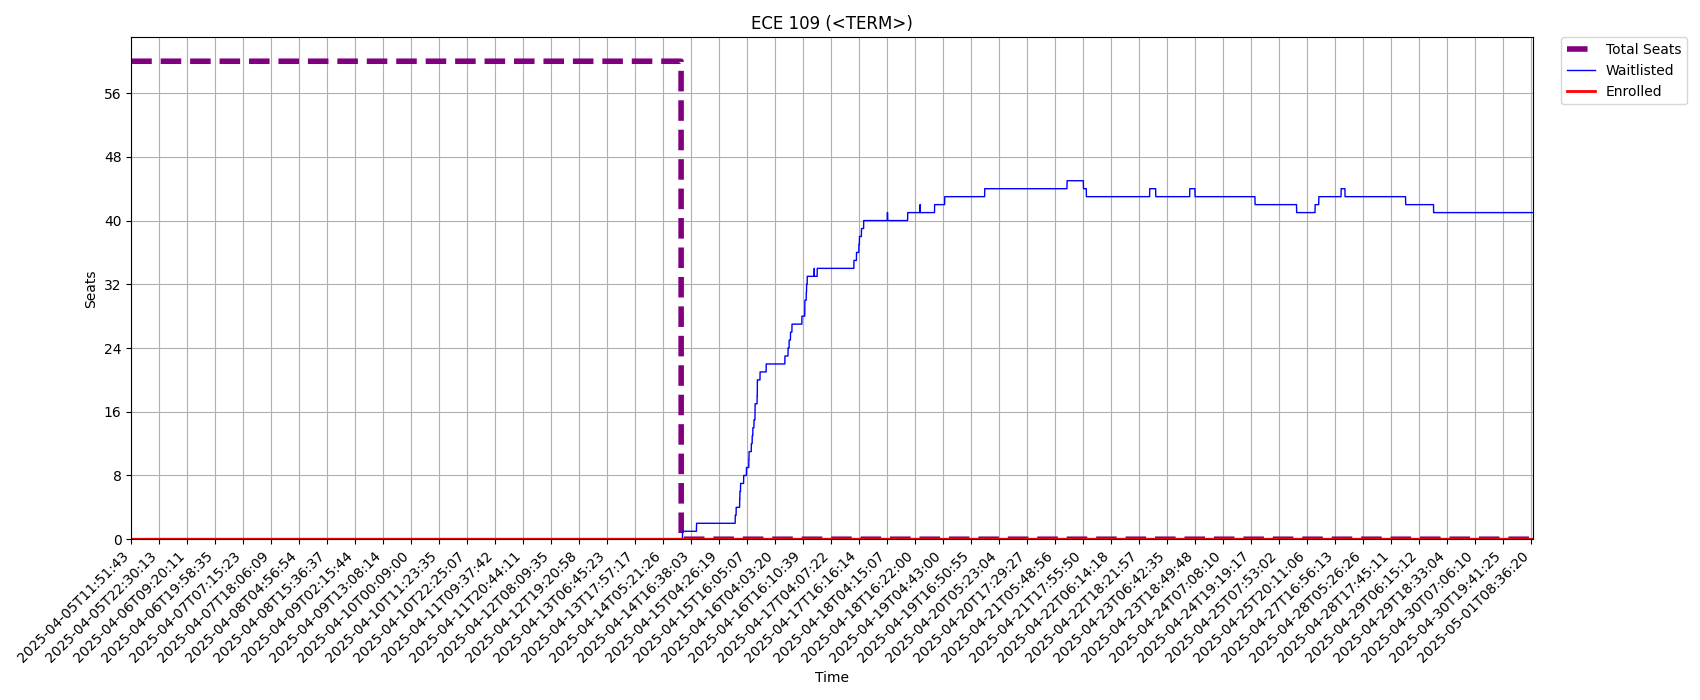 ECE 109 (<TERM>)
Total Seats
Waitlisted
Enrolled
Seats
56
48
40
32
24
16
8
0
2025-04-05T11:51:43
2025-04-05T22:30:13
2025-04-06T09:20:11
2025-04-06T19:58:35
2025-04-07T07:15:23
2025-04-07T18:06:09
2025-04-08T04:56:54
2025-04-08T15:36:37
2025-04-09T02:15:44
2025-04-09T13:08:14
2025-04-10T00:09:00
2025-04-10T11:23:35
2025-04-10T22:25:07
2025-04-11T09:37:42
2025-04-11T20:44:11
2025-04-12T08:09:35
2025-04-12T19:20:58
2025-04-13T06:45:23
2025-04-13T17:57:17
2025-04-14T05:21:26
2025-04-14T16:38:03
2025-04-15T04:26:19
2025-04-15T16:05:07
2025-04-16T04:03:20
2025-04-16T16:10:39
2025-04-17T04:07:22
2025-04-17T16:16:14
2025-04-18T04:15:07
2025-04-18T16:22:00
2025-04-19T04:43:00
2025-04-19T16:50:55
2025-04-20T05:23:04
2025-04-20T17:29:27
2025-04-21T05:48:56
2025-04-21T17:55:50
2025-04-22T06:14:18
2025-04-22T18:21:57
2025-04-23T06:42:35
2025-04-23T18:49:48
2025-04-24T07:08:10
2025-04-24T19:19:17
2025-04-25T07:53:02
2025-04-25T20:11:06
2025-04-27T16:56:13
2025-04-28T05:26:26
2025-04-28T17:45:11
2025-04-29T06:15:12
2025-04-29T18:33:04
2025-04-30T07:06:10
2025-04-30T19:41:25
2025-05-01T08:36:20
Time